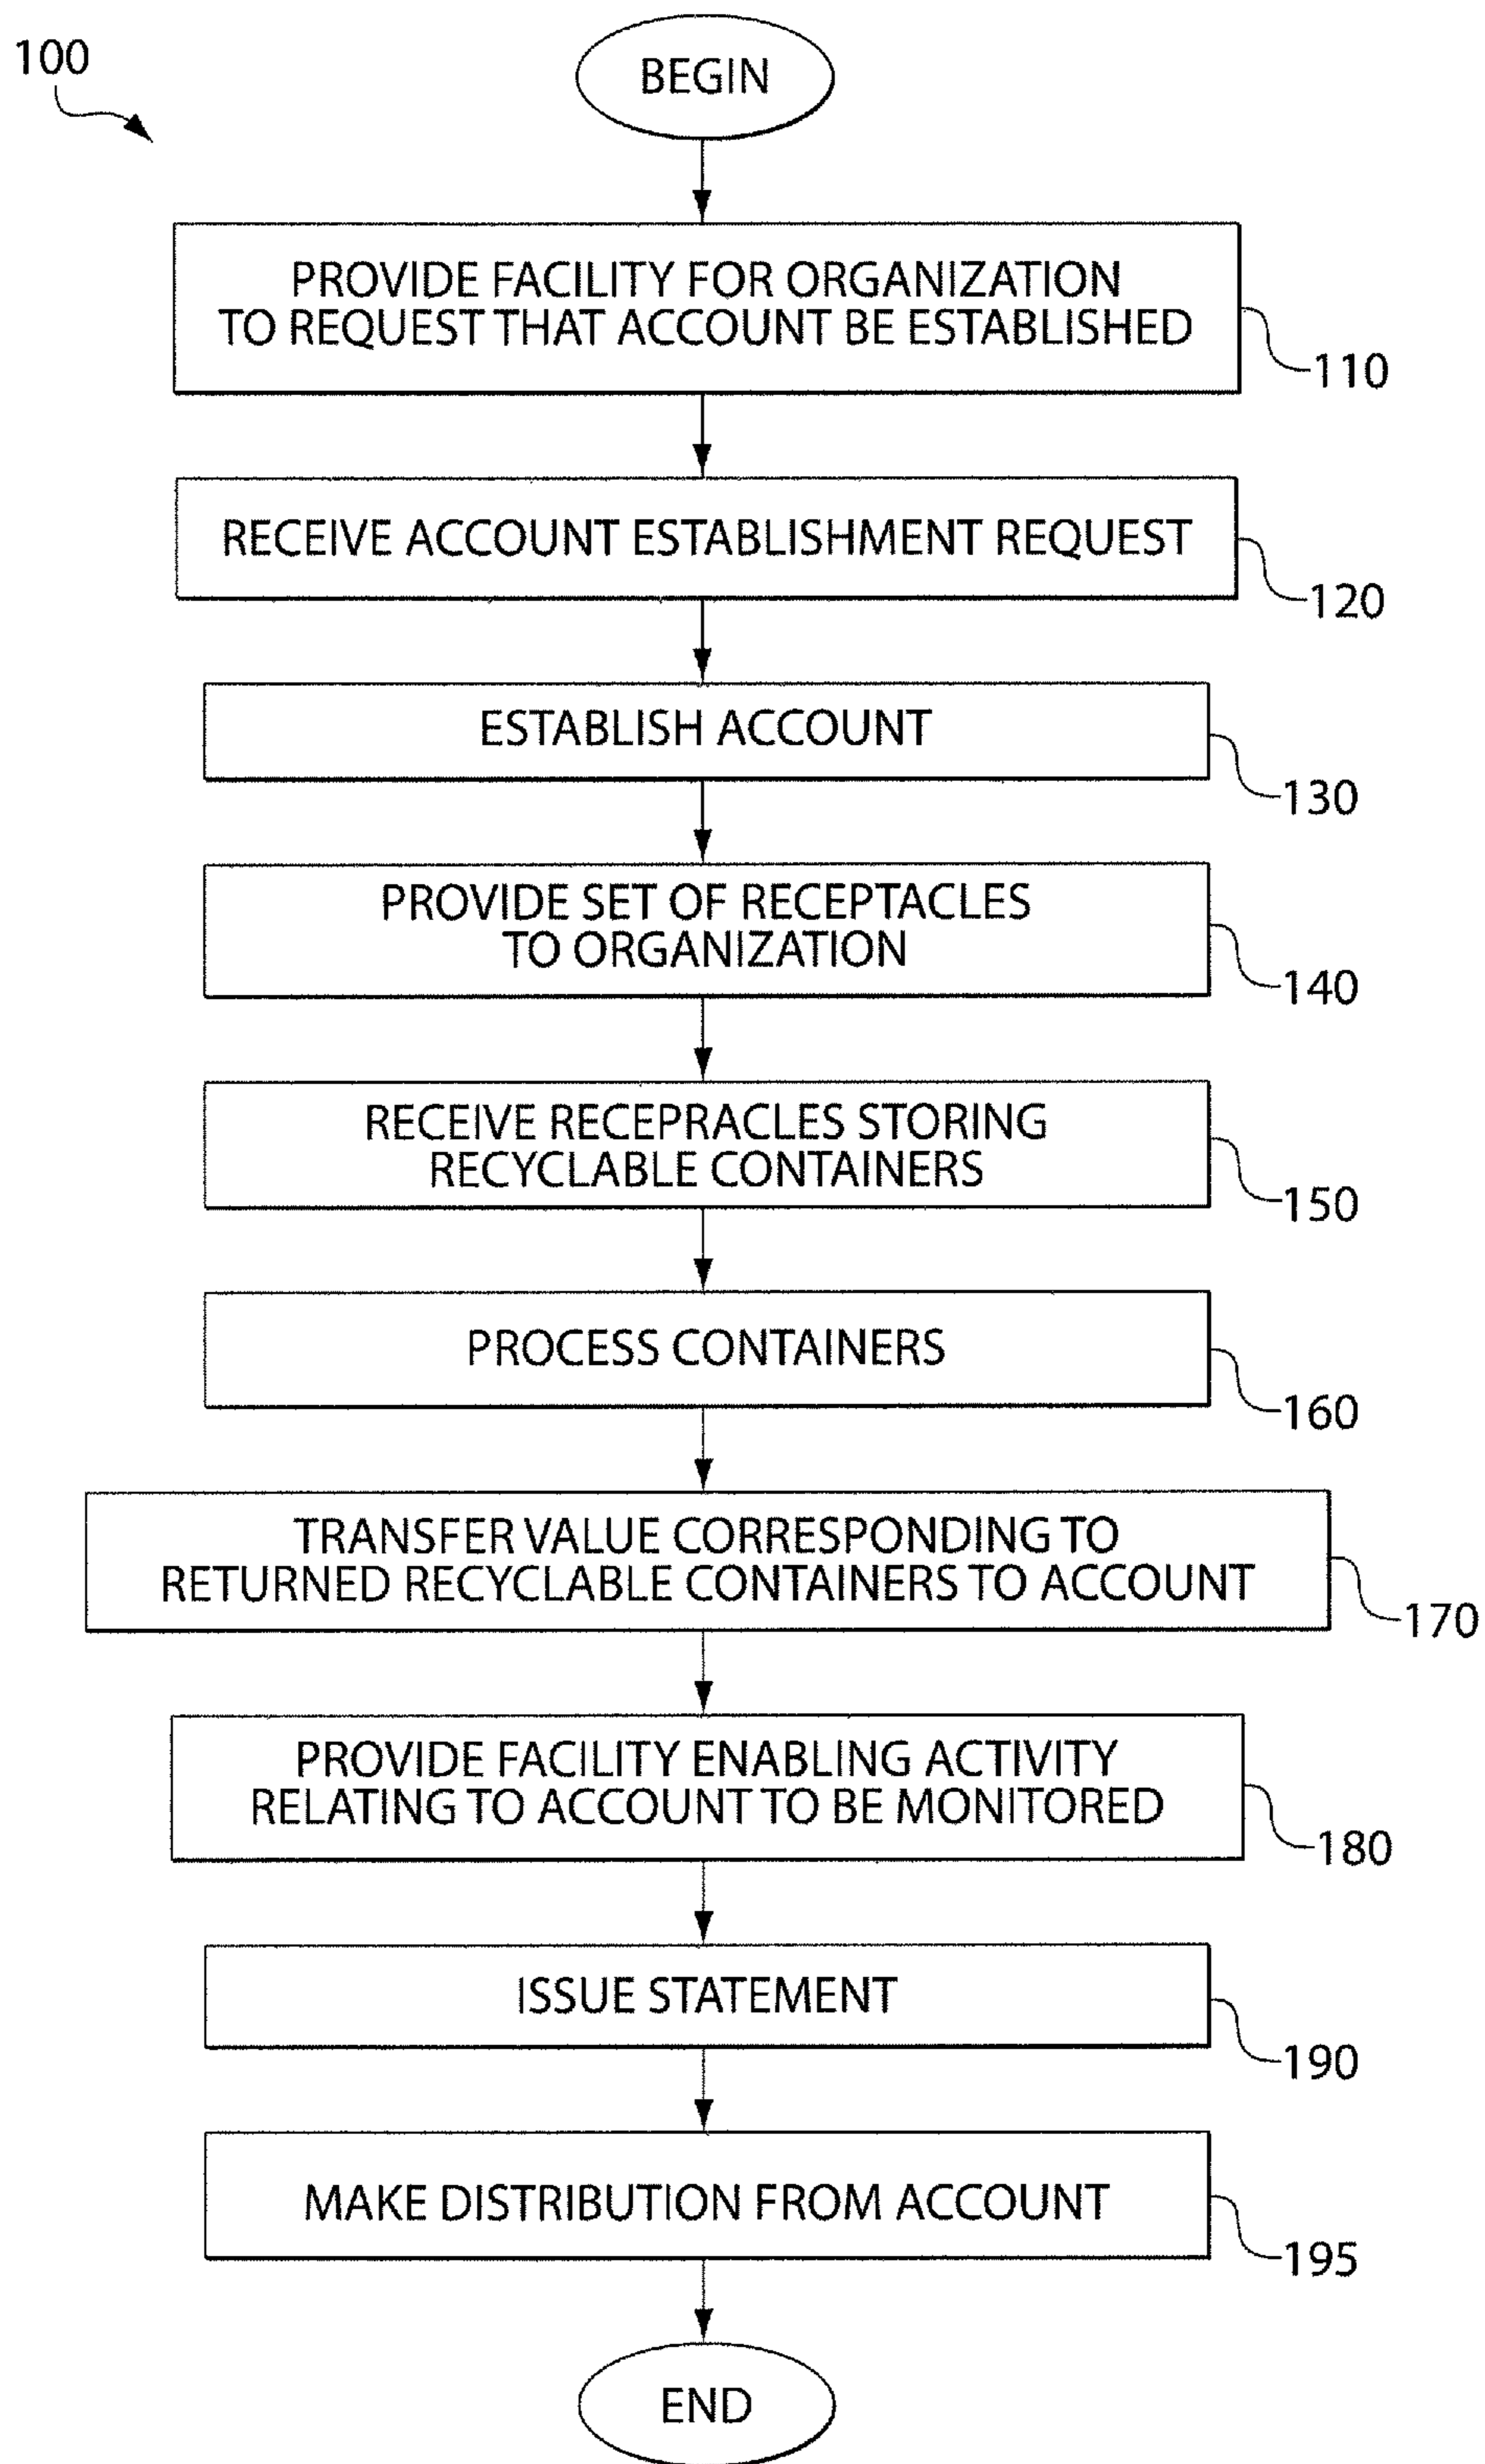 100
BEGIN
PROVIDE FACILITY FOR ORGANIZATION
TO REQUEST THAT ACCOUNT BE ESTABLISHED
110
RECEIVE ACCOUNT ESTABLISHMENT REQUEST
120
ESTABLISH ACCOUNT
130
PROVIDE SET OF RECEPTACLES
TO ORGANIZATION
140
RECEIVE RECEPRACLES STORING
RECYCLABLE CONTAINERS
150
PROCESS CONTAINERS
160
TRANSFER VALUE CORRESPONDING TO
RETURNED RECYCLABLE CONTAINERS TO ACCOUNT
170
PROVIDE FACILITY ENABLING ACTIVITY
RELATING TO ACCOUNT TO BE MONITORED
180
ISSUE STATEMENT
190
MAKE DISTRIBUTION FROM ACCOUNT
195
END